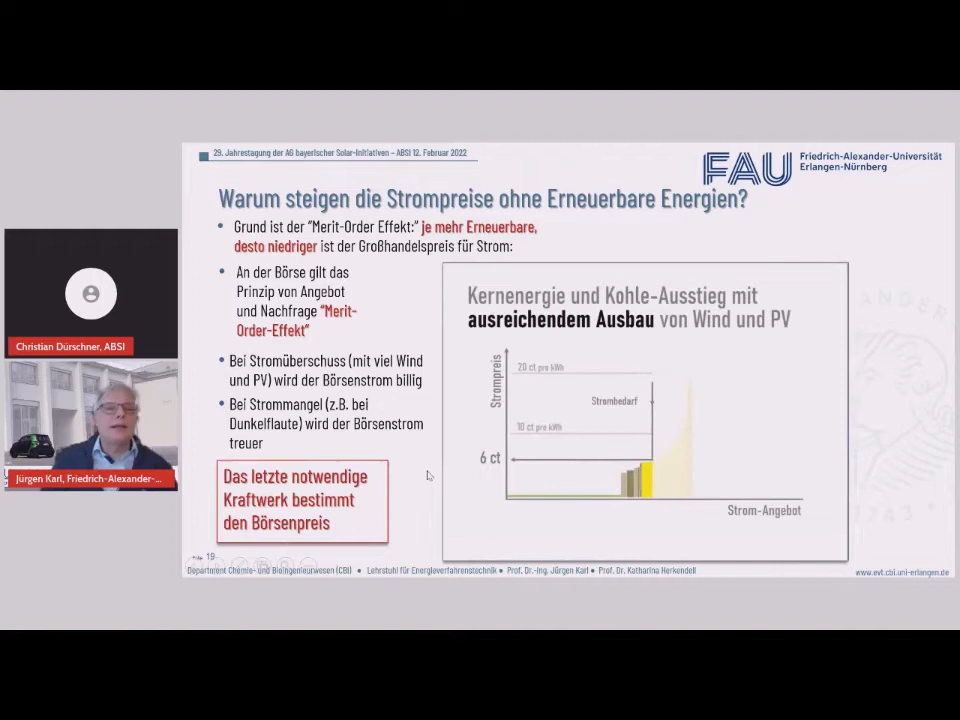 29. Jahrestagung der AG bayerischer Solar-Initiativen – ABSI 12. Februar 2022
FAU
Friedrich-Alexander-Universität
Erlangen-Nürnberg
Warum steigen die Strompreise ohne Erneuerbare Energien?
• Grund ist der "Merit-Order Effekt:" je mehr Erneuerbare,
desto niedriger ist der Großhandelspreis für Strom:
• An der Börse gilt das
Prinzip von Angebot
und Nachfrage "Merit-
Order-Effekt"
• Bei Stromüberschuss (mit viel Wind
und PV) wird der Börsenstrom billig
• Bei Strommangel (z.B. bei
Dunkelflaute) wird der Börsenstrom
treuer
Das letzte notwendige
Kraftwerk bestimmt
den Börsenpreis
Kernenergie und Kohle-Ausstieg mit
ausreichendem Ausbau von Wind und PV
Strompreis
20 ct pro kWh
Strombedarf
10 ct pro kWh
6 ct
Strom-Angebot
Christian Dürschner, ABSI
Jürgen Karl, Friedrich-Alexander-...
19
Department Chemie- und Bioingenieurwesen (CBI) • Lehrstuhl für Energieverfahrenstechnik • Prof. Dr.-Ing. Jürgen Karl • Prof. Dr. Katharina Herkendell
www.evt.cbi.uni-erlangen.de